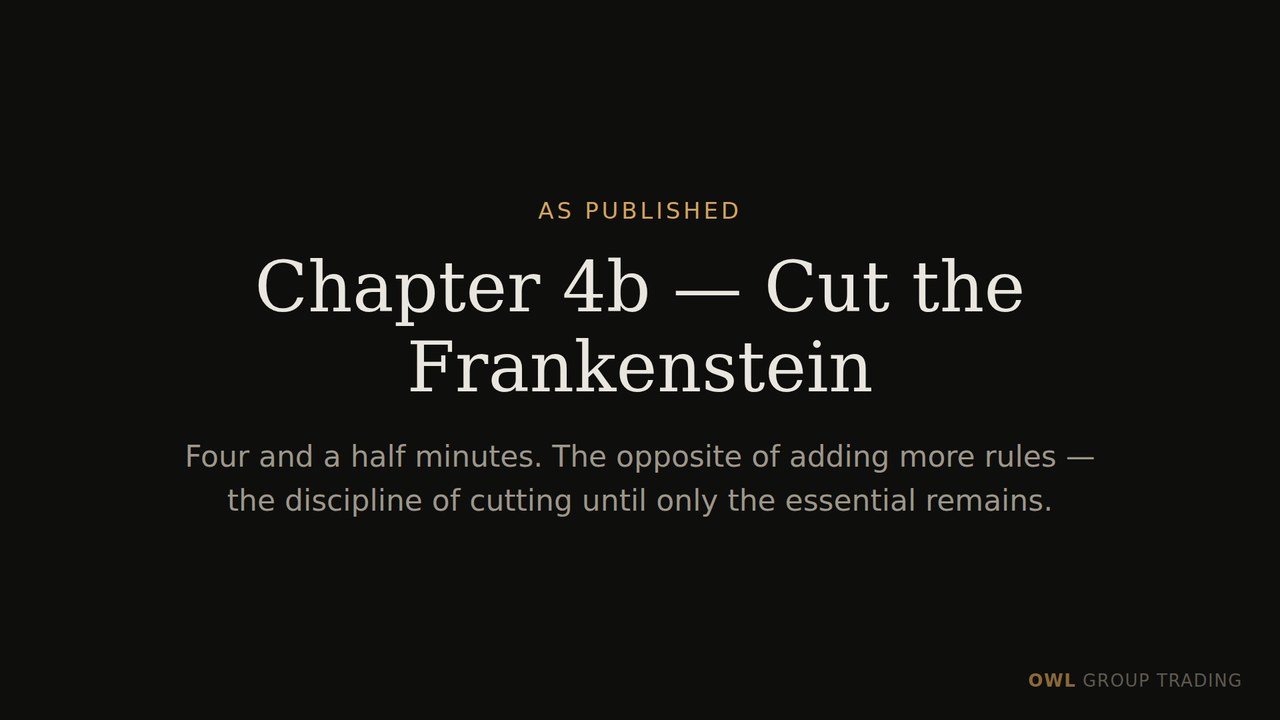 AS PUBLISHED
Chapter 4b — Cut the
Frankenstein
Four and a half minutes. The opposite of adding more rules —
the discipline of cutting until only the essential remains.
OWL GROUP TRADING